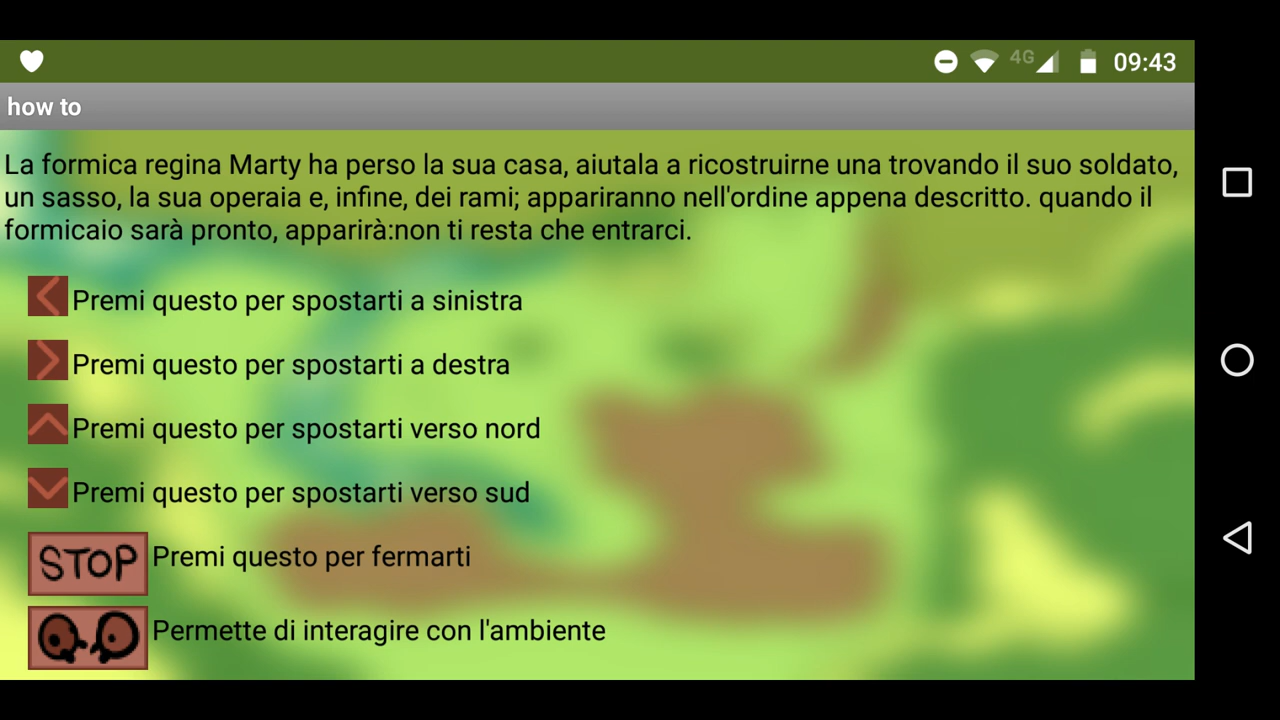 4G 09:43
how to
La formica regina Marty ha perso la sua casa, aiutala a ricostruirne una trovando il suo soldato,
un sasso, la sua operaia e, infine, dei rami; appariranno nell'ordine appena descritto. quando il
formicaio sarà pronto, apparirà:non ti resta che entrarci.
Premi questo per spostarti a sinistra
Premi questo per spostarti a destra
Premi questo per spostarti verso nord
Premi questo per spostarti verso sud
STOP Premi questo per fermarti
Permette di interagire con l'ambiente